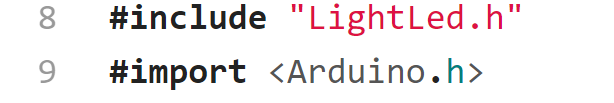 8 #include "LightLed.h"
9 #import <Arduino.h>